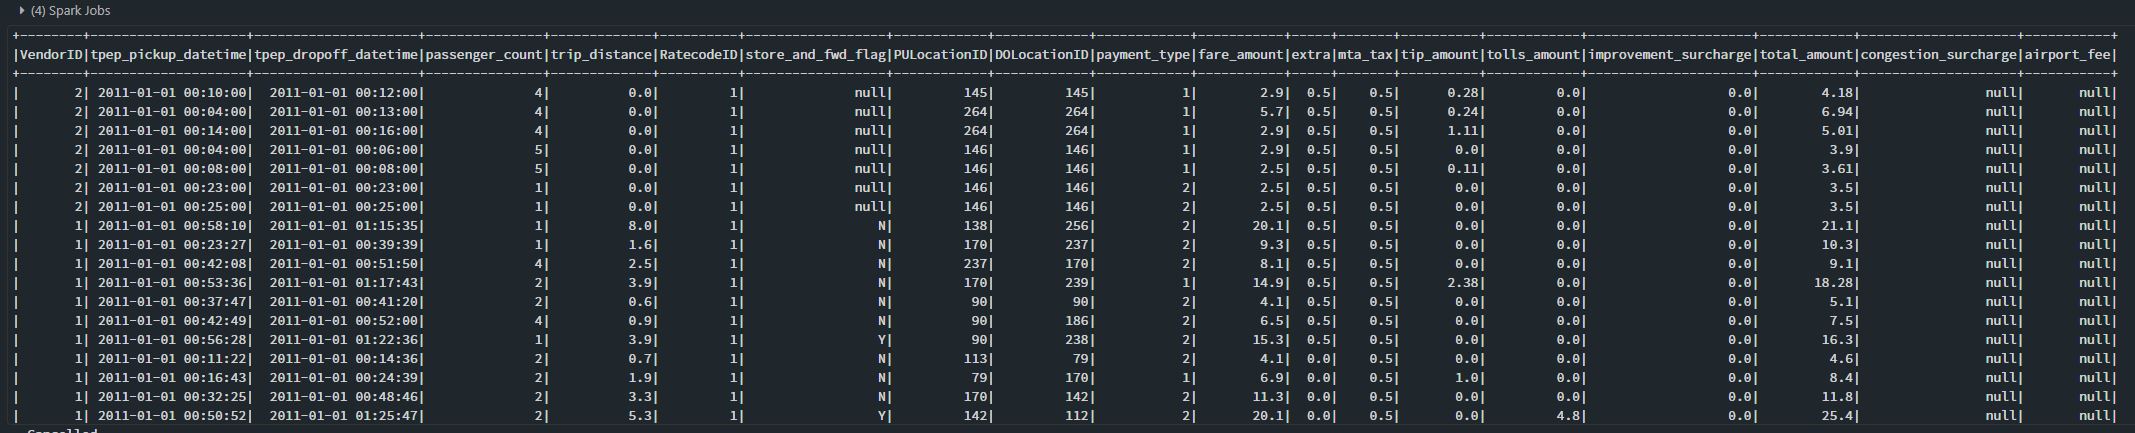 (4) Spark Jobs
+--------+--------------------+---------------------+---------------+-------------+----------+------------------+------------+------------+------------+-----------+-----+-------+----------+------------+---------------------+------------+--------------------+-----------+
|VendorID|tpep_pickup_datetime|tpep_dropoff_datetime|passenger_count|trip_distance|RatecodeID|store_and_fwd_flag|PULocationID|DOLocationID|payment_type|fare_amount|extra|mta_tax|tip_amount|tolls_amount|improvement_surcharge|total_amount|congestion_surcharge|airport_fee|
+--------+--------------------+---------------------+---------------+-------------+----------+------------------+------------+------------+------------+-----------+-----+-------+----------+------------+---------------------+------------+--------------------+-----------+
| 2| 2011-01-01 00:10:00| 2011-01-01 00:12:00| 4| 0.0| 1| null| 145| 145| 1| 2.9| 0.5| 0.5| 0.28| 0.0| 0.0| 4.18| null| null|
| 2| 2011-01-01 00:04:00| 2011-01-01 00:13:00| 4| 0.0| 1| null| 264| 264| 1| 5.7| 0.5| 0.5| 0.24| 0.0| 0.0| 6.94| null| null|
| 2| 2011-01-01 00:14:00| 2011-01-01 00:16:00| 4| 0.0| 1| null| 264| 264| 1| 2.9| 0.5| 0.5| 1.11| 0.0| 0.0| 5.01| null| null|
| 2| 2011-01-01 00:04:00| 2011-01-01 00:06:00| 5| 0.0| 1| null| 146| 146| 1| 2.9| 0.5| 0.5| 0.0| 0.0| 0.0| 3.9| null| null|
| 2| 2011-01-01 00:08:00| 2011-01-01 00:08:00| 5| 0.0| 1| null| 146| 146| 1| 2.5| 0.5| 0.5| 0.11| 0.0| 0.0| 3.61| null| null|
| 2| 2011-01-01 00:23:00| 2011-01-01 00:23:00| 1| 0.0| 1| null| 146| 146| 2| 2.5| 0.5| 0.5| 0.0| 0.0| 0.0| 3.5| null| null|
| 2| 2011-01-01 00:25:00| 2011-01-01 00:25:00| 1| 0.0| 1| null| 146| 146| 2| 2.5| 0.5| 0.5| 0.0| 0.0| 0.0| 3.5| null| null|
| 1| 2011-01-01 00:58:10| 2011-01-01 01:15:35| 1| 8.0| 1| N| 138| 256| 2| 20.1| 0.5| 0.5| 0.0| 0.0| 0.0| 21.1| null| null|
| 1| 2011-01-01 00:23:27| 2011-01-01 00:39:39| 1| 1.6| 1| N| 170| 237| 2| 9.3| 0.5| 0.5| 0.0| 0.0| 0.0| 10.3| null| null|
| 1| 2011-01-01 00:42:08| 2011-01-01 00:51:50| 4| 2.5| 1| N| 237| 170| 2| 8.1| 0.5| 0.5| 0.0| 0.0| 0.0| 9.1| null| null|
| 1| 2011-01-01 00:53:36| 2011-01-01 01:17:43| 2| 3.9| 1| N| 170| 239| 1| 14.9| 0.5| 0.5| 2.38| 0.0| 0.0| 18.28| null| null|
| 1| 2011-01-01 00:37:47| 2011-01-01 00:41:20| 2| 0.6| 1| N| 90| 90| 2| 4.1| 0.5| 0.5| 0.0| 0.0| 0.0| 5.1| null| null|
| 1| 2011-01-01 00:42:49| 2011-01-01 00:52:00| 4| 0.9| 1| N| 90| 186| 2| 6.5| 0.5| 0.5| 0.0| 0.0| 0.0| 7.5| null| null|
| 1| 2011-01-01 00:56:28| 2011-01-01 01:22:36| 1| 3.9| 1| Y| 90| 238| 2| 15.3| 0.5| 0.5| 0.0| 0.0| 0.0| 16.3| null| null|
| 1| 2011-01-01 00:11:22| 2011-01-01 00:14:36| 2| 0.7| 1| N| 113| 79| 2| 4.1| 0.0| 0.5| 0.0| 0.0| 0.0| 4.6| null| null|
| 1| 2011-01-01 00:16:43| 2011-01-01 00:24:39| 2| 1.9| 1| N| 79| 170| 1| 6.9| 0.0| 0.5| 1.0| 0.0| 0.0| 8.4| null| null|
| 1| 2011-01-01 00:32:25| 2011-01-01 00:48:46| 2| 3.3| 1| N| 170| 142| 2| 11.3| 0.0| 0.5| 0.0| 0.0| 0.0| 11.8| null| null|
| 1| 2011-01-01 00:50:52| 2011-01-01 01:25:47| 2| 5.3| 1| Y| 142| 112| 2| 20.1| 0.0| 0.5| 0.0| 4.8| 0.0| 25.4| null| null|
Cancelled